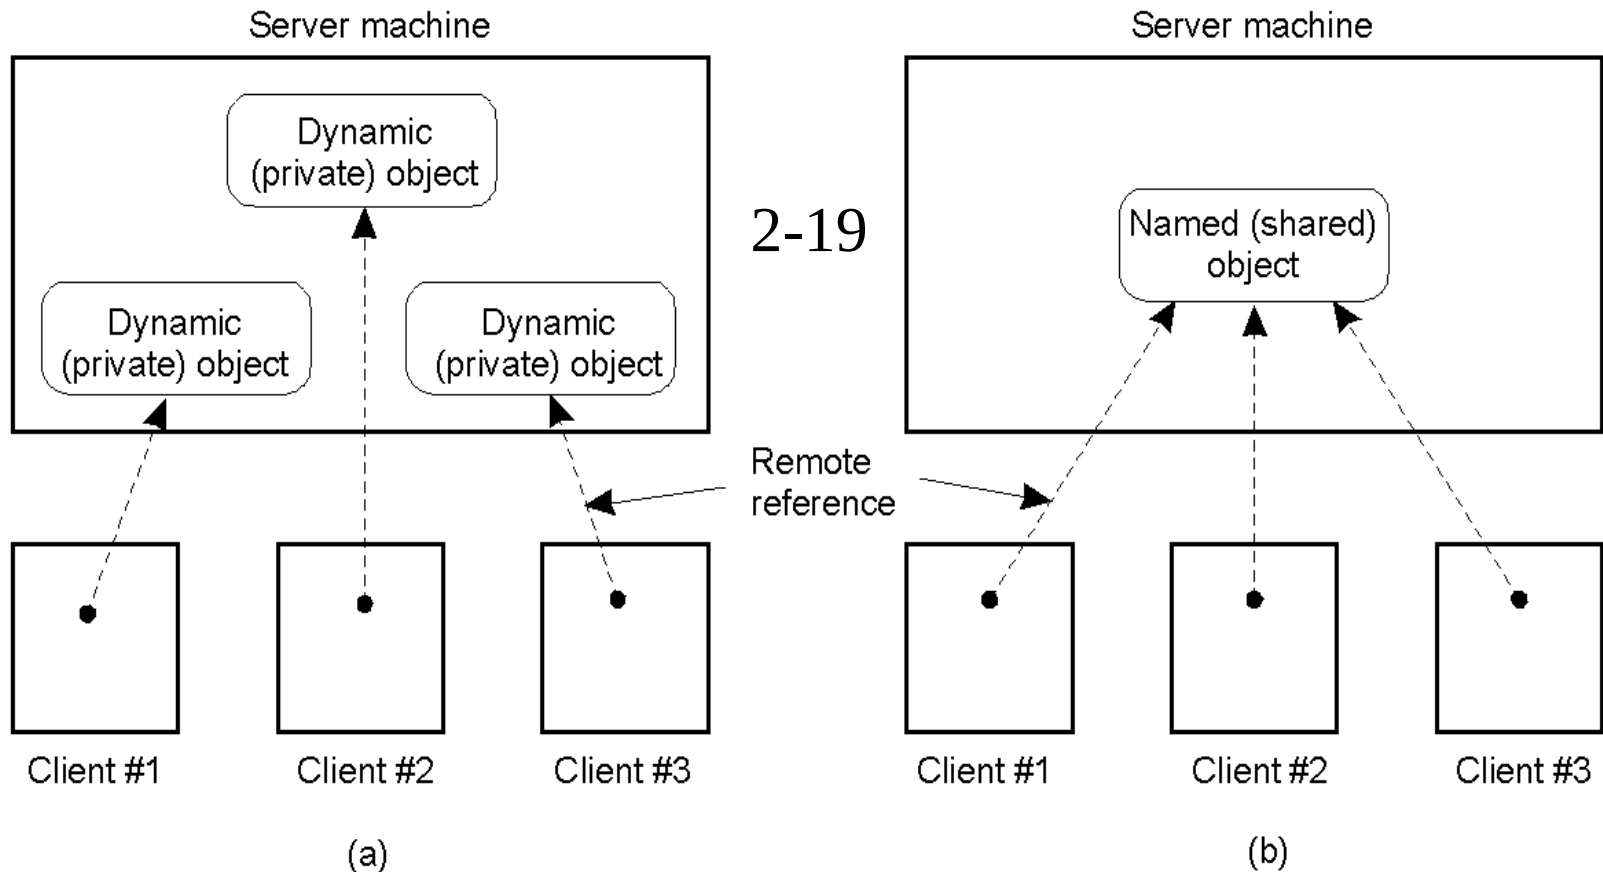 Server machine
Dynamic
(private) object
Dynamic
(private) object
Dynamic
(private) object
Client #1
Client #2
Client #3
(a)
2-19
Remote
reference
Server machine
Named (shared)
object
Client #1
Client #2
Client #3
(b)